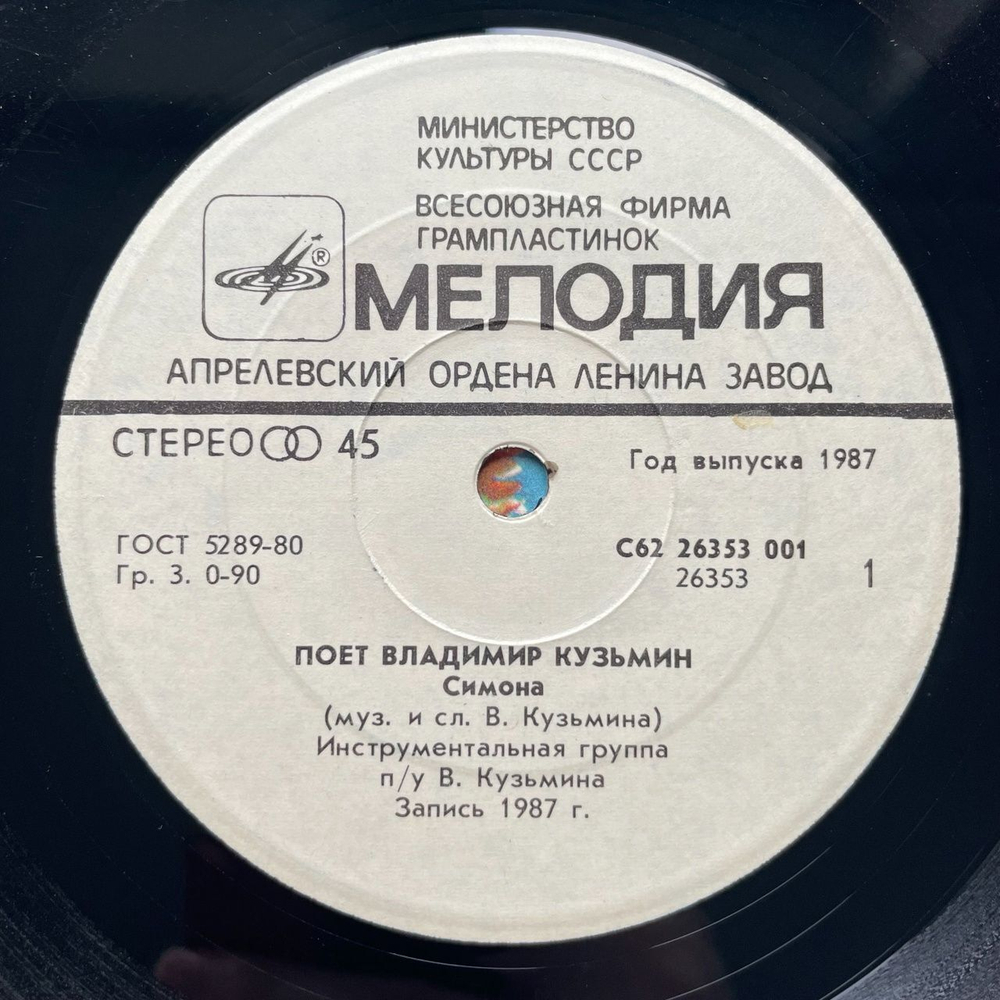 МИНИСТЕРСТВО
КУЛЬТУРЫ СССР
ВСЕСОЮЗНАЯ ФИРМА
ГРАМПЛАСТИНОК
®
МЕЛОДИЯ
АПРЕЛЕВСКИЙ ОРДЕНА ЛЕНИНА ЗАВОД
СТЕРЕО 45
Год выпуска 1987
ГОСТ 5289-80
Гр. 3. 0-90
С62 26353 001
26353
1
ПОЕТ ВЛАДИМИР КУЗЬМИН
Симона
(муз. и сл. В. Кузьмина)
Инструментальная группа
п/у В. Кузьмина
Запись 1987 г.